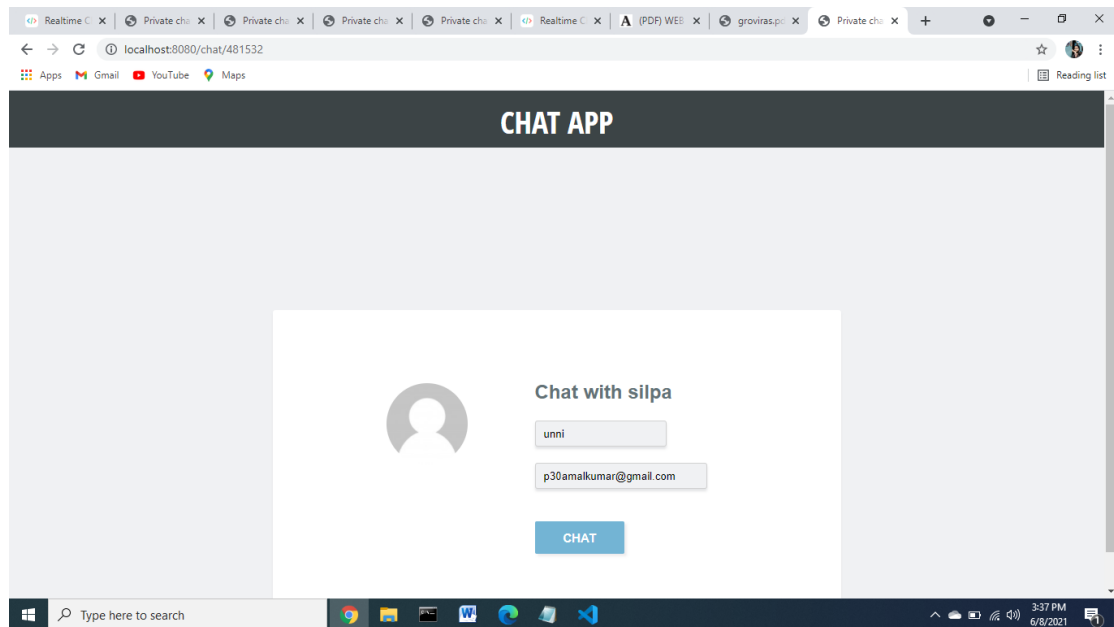 Realtime C
Private cha
Private cha
Private cha
Private cha
Realtime C
(PDF) WEB
groviras.pd
Private cha
localhost:8080/chat/481532
Apps
Gmail
YouTube
Maps
Reading list
CHAT APP
Chat with silpa
unni
p30amalkumar@gmail.com
CHAT
Type here to search
3:37 PM
6/8/2021